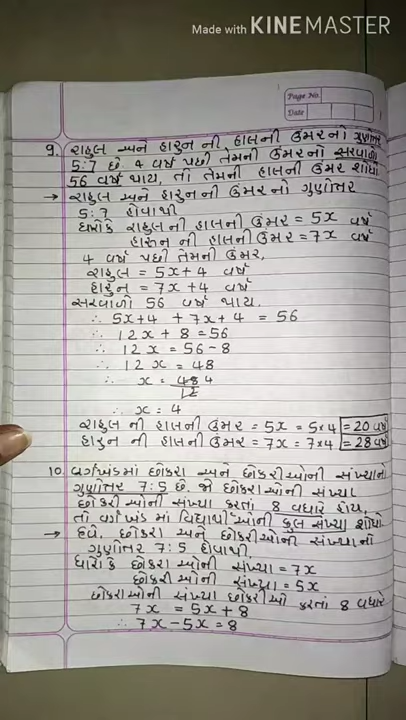 Made with KINEMASTER
Page No.
Date
9. રાહુલ અને હારુન ની, હાલની ઉંમરનો ગુણોત્તર
5:7 છે. 4 વર્ષ પછી તેમની ઉંમરનો સરવાળો
56 વર્ષ થાય, તો તેમની હાલની ઉંમર શોધો
→ રાહુલ અને હારુનની ઉંમરનો ગુણોત્તર
5:7 હોવાથી
ધારોકે રાહુલની હાલની ઉંમર = 5x વર્ષ
હારુન ની હાલની ઉંમર = 7x વર્ષ
4 વર્ષ પછી તેમની ઉંમર,
રાહુલ = 5x+4 વર્ષ
હારુન = 7x+4 વર્ષ
સરવાળો 56 વર્ષ થાય.
∴ 5x+4 +7x+4 = 56
∴ 12x + 8 = 56
∴ 12x = 56-8
∴ 12x = 48
∴ x = 48 4
12
∴ x = 4
રાહુલ ની હાલની ઉંમર = 5x = 5×4 = 20 વર્ષ
હારુન ની હાલની ઉંમર = 7x = 7×4 = 28 વર્ષ
10. વર્ગખંડમાં છોકરા અને છોકરીઓની સંખ્યાનો
ગુણોત્તર 7:5 છે. જો છોકરાઓની સંખ્યા
છોકરીઓની સંખ્યા કરતાં 8 વધારે હોય,
તો વર્ગખંડ માં વિદ્યાર્થીઓની કુલ સંખ્યા શોધો
→ હવે, છોકરા અને છોકરીઓની સંખ્યાનો
ગુણોત્તર 7:5 હોવાથી,
ધારોકે છોકરાઓની સંખ્યા = 7x
છોકરીઓની સંખ્યા = 5x
છોકરાઓની સંખ્યા છોકરીઓ કરતાં 8 વધારે
7x = 5x+8
∴ 7x-5x = 8